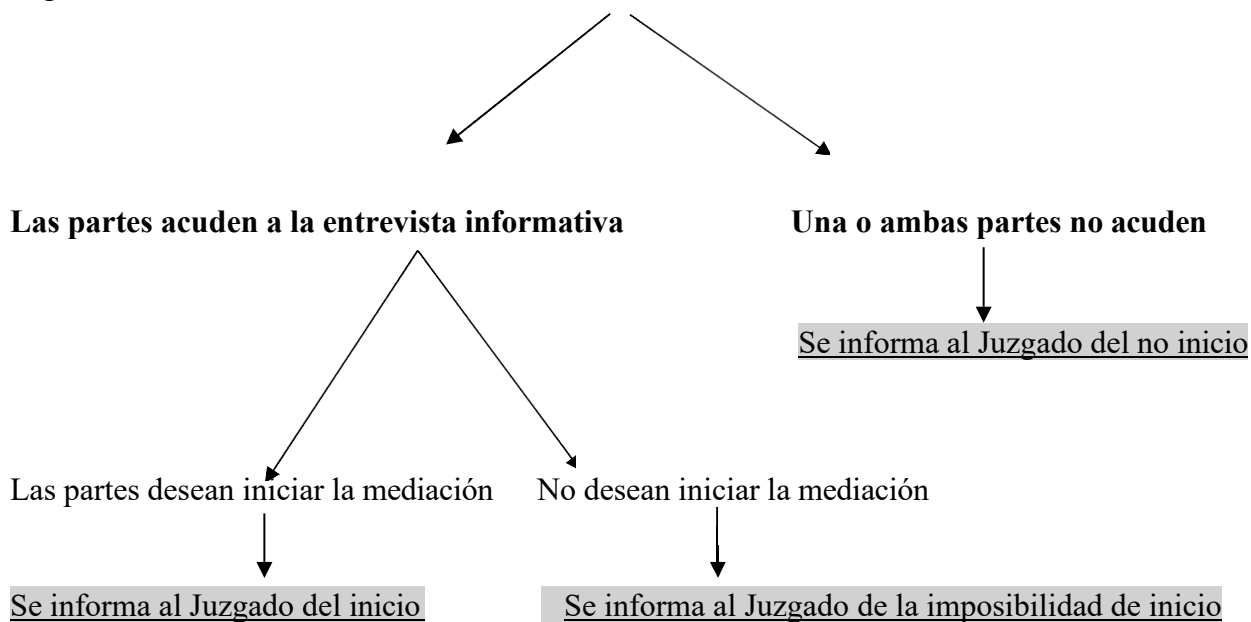 Las partes acuden a la entrevista informativa
Una o ambas partes no acuden
Se informa al Juzgado del no inicio
Las partes desean iniciar la mediación
No desean iniciar la mediación
Se informa al Juzgado del inicio
Se informa al Juzgado de la imposibilidad de inicio